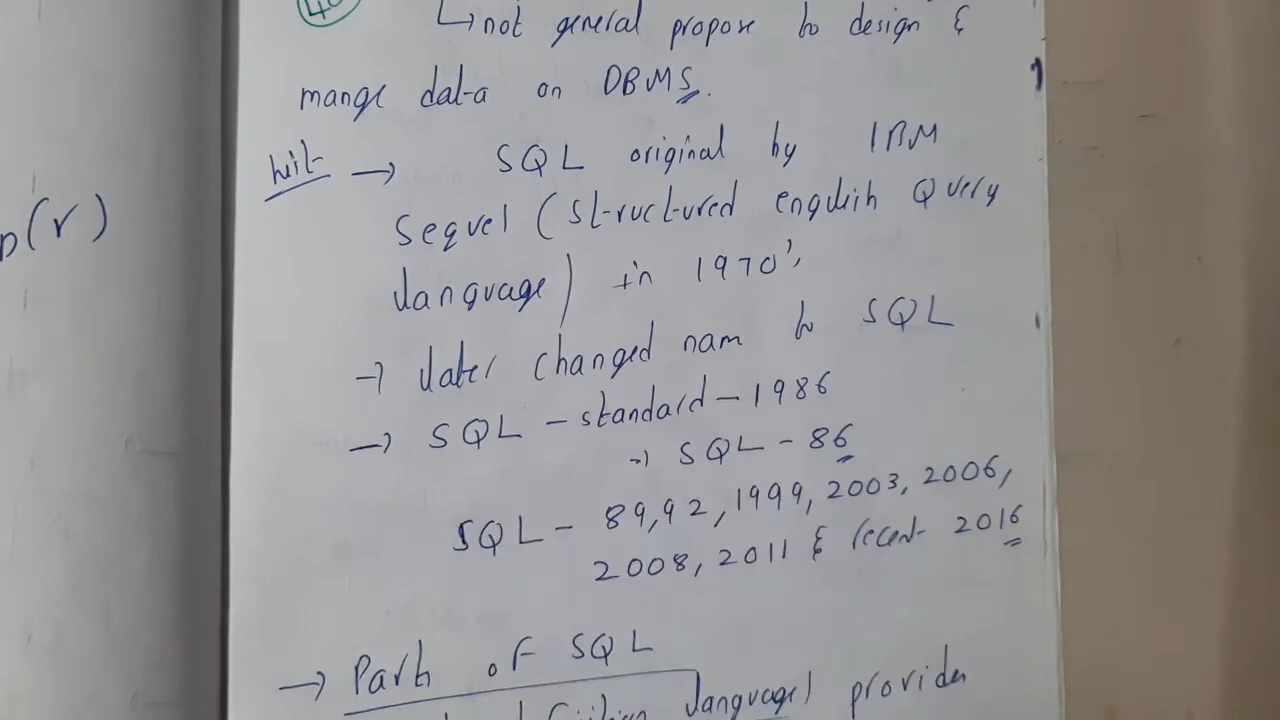 not general propose to design &
mange data on DBMS.
→ SQL original by IBM
Sequel (Structured english Query
language) in 1970's
→ later changed nam to SQL
→ SQL - standard - 1986
→ SQL - 86
SQL - 89, 92, 1999, 2003, 2006,
2008, 2011 & recent 2016
→ Parts of SQL
language) provides
(r)